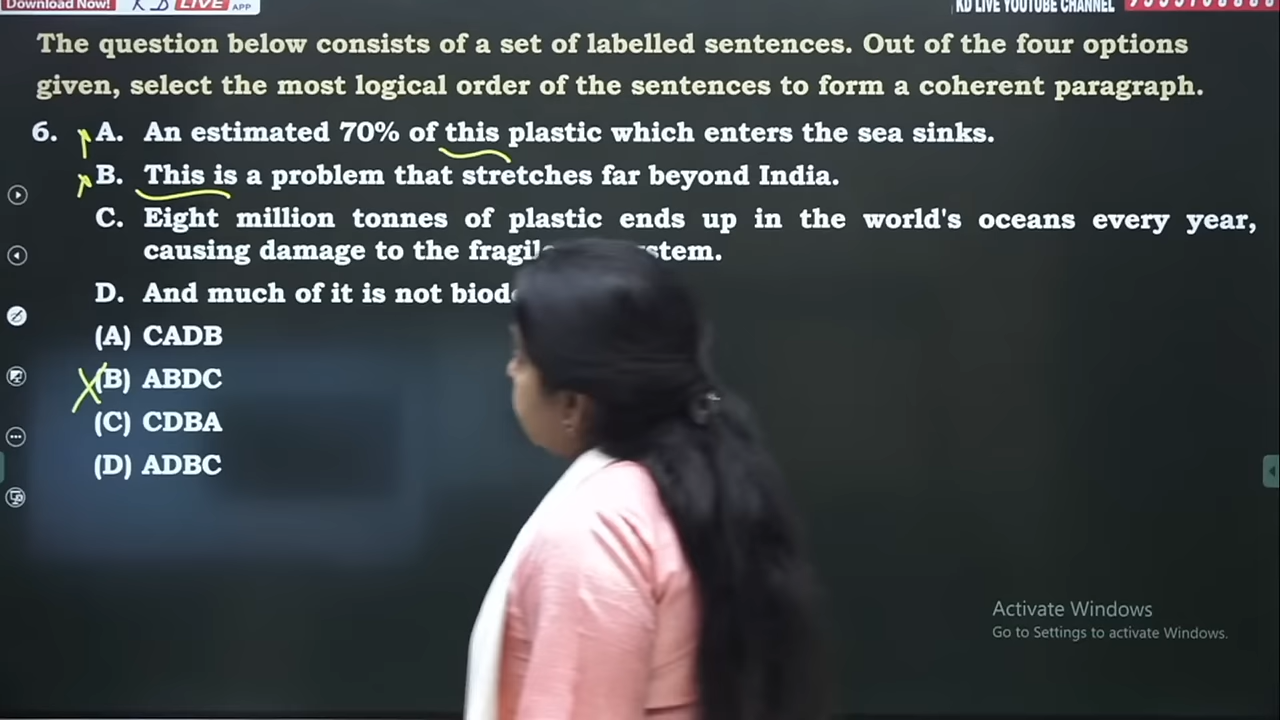 Download Now! K D LIVE APP
KD LIVE YOUTUBE CHANNEL
The question below consists of a set of labelled sentences. Out of the four options
given, select the most logical order of the sentences to form a coherent paragraph.
6. A. An estimated 70% of this plastic which enters the sea sinks.
B. This is a problem that stretches far beyond India.
C. Eight million tonnes of plastic ends up in the world's oceans every year,
causing damage to the
D. And much of it is not
(A) CADB
(B) ABDC
(C) CDBA
(D) ADBC
Activate Windows
Go to Settings to activate Windows.